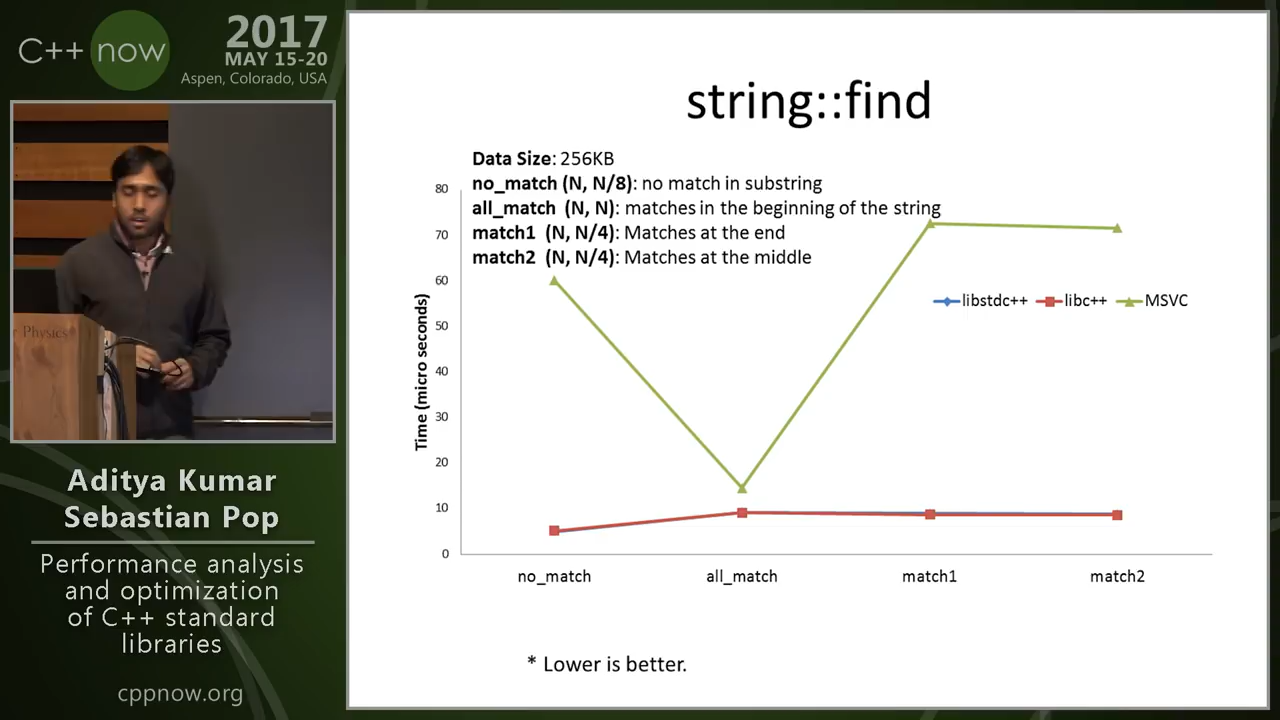 C++ now
2017
MAY 15-20
Aspen, Colorado, USA
r Physics
Aditya Kumar
Sebastian Pop
Performance analysis
and optimization
of C++ standard
libraries
cppnow.org
string::find
Data Size: 256KB
no_match (N, N/8): no match in substring
all_match (N, N): matches in the beginning of the string
match1 (N, N/4): Matches at the end
match2 (N, N/4): Matches at the middle
80
70
60
50
40
30
20
10
0
Time (micro seconds)
libstdc++ libc++ MSVC
no_match all_match match1 match2
* Lower is better.